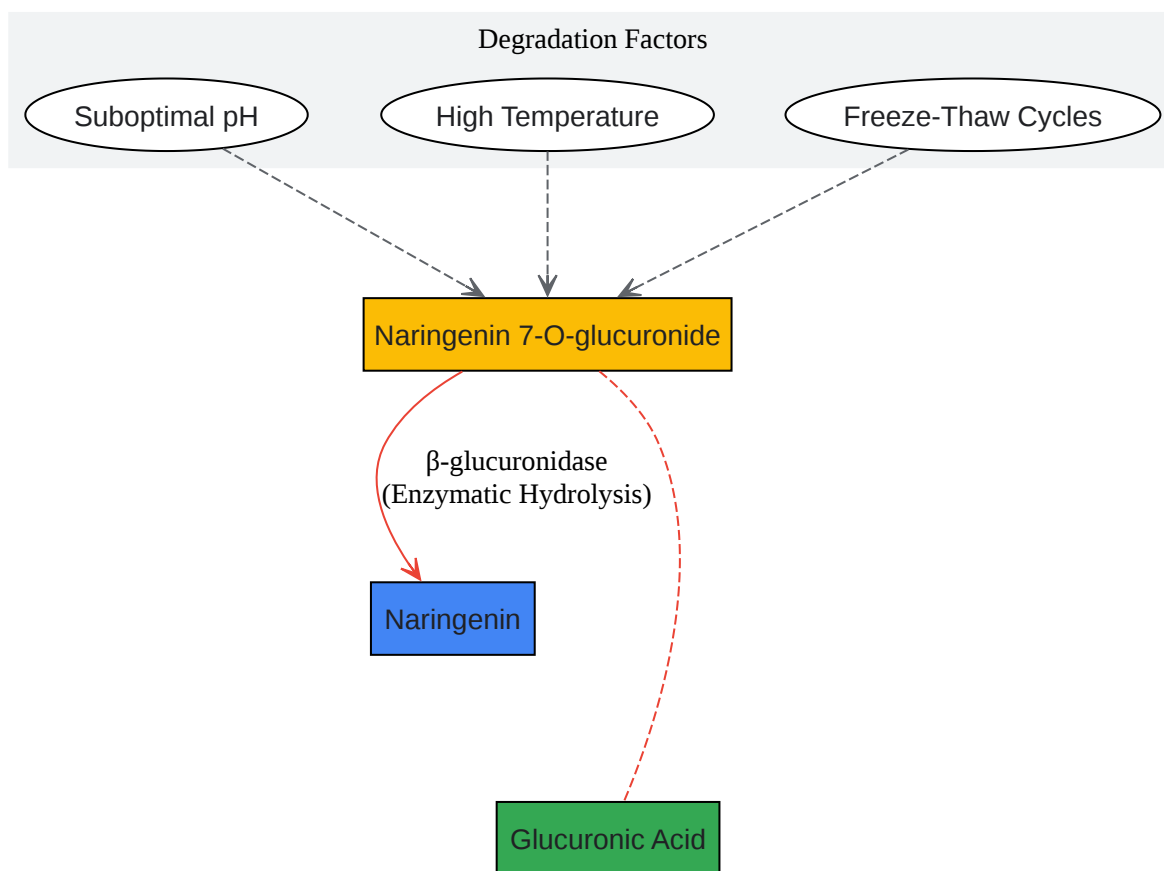 Degradation Factors
Suboptimal pH
High Temperature
Freeze-Thaw Cycles
Naringenin 7-O-glucuronide
β-glucuronidase
(Enzymatic Hydrolysis)
Naringenin
Glucuronic Acid